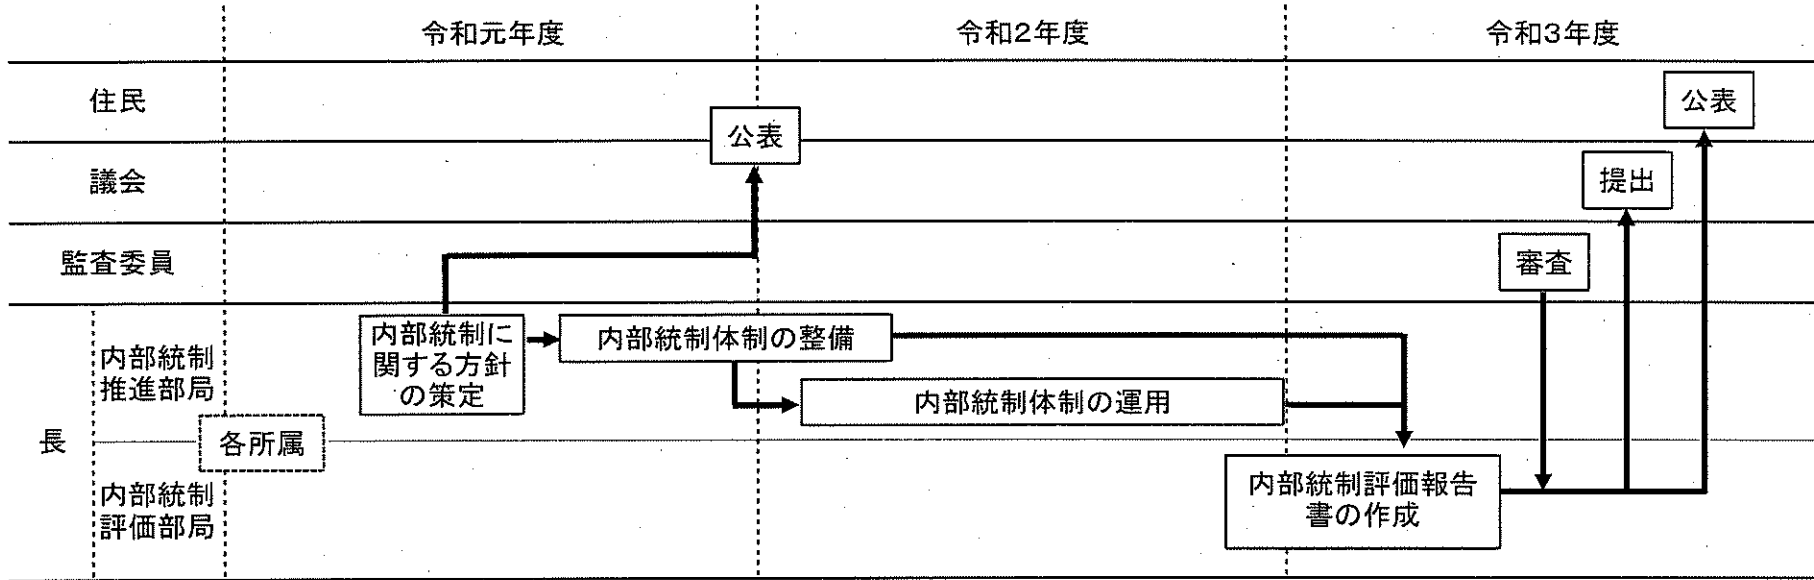 令和元年度
令和2年度
令和3年度
住民
公表
公表
議会
提出
監査委員
審査
長
内部統制
推進部局
内部統制に
関する方針
の策定
内部統制体制の整備
内部統制体制の運用
各所属
内部統制
評価部局
内部統制評価報告
書の作成